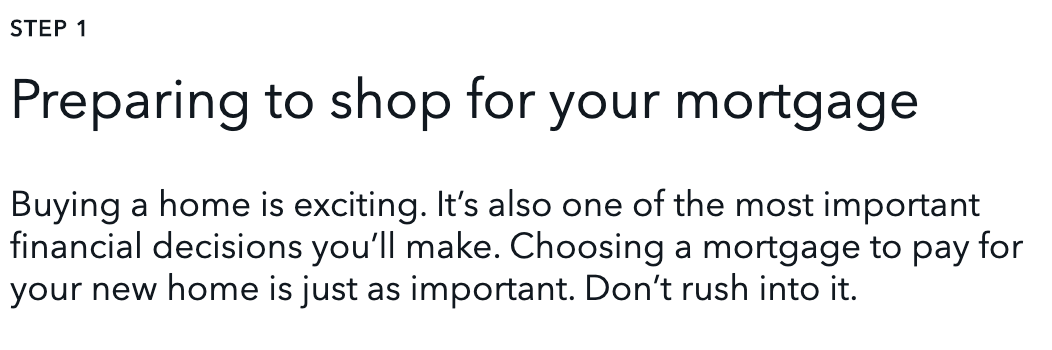 STEP 1
Preparing to shop for your mortgage
Buying a home is exciting. It’s also one of the most important
financial decisions you’ll make. Choosing a mortgage to pay for
your new home is just as important. Don’t rush into it.